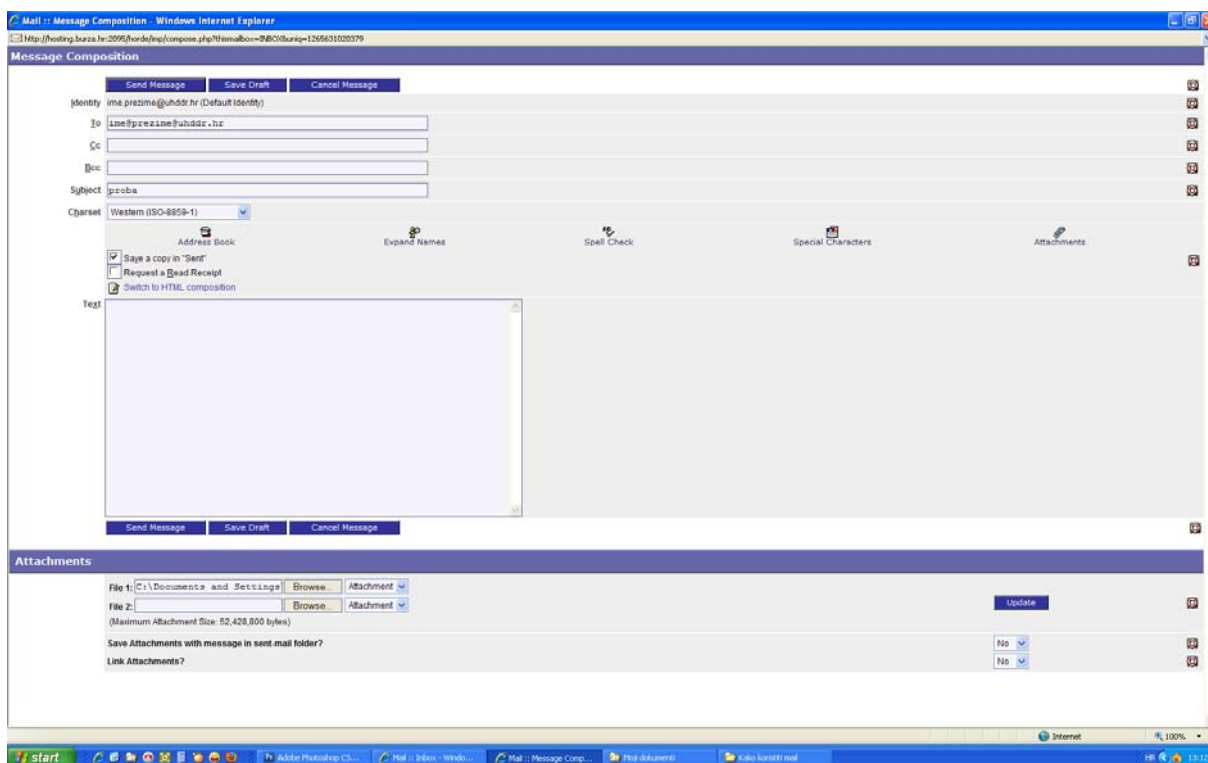 Mail :: Message Composition - Windows Internet Explorer
http://hosting.burza.hr:2095/horde/imp/compose.php?thismailbox=INBOX&uniq=1265631020379
Message Composition
Send Message Save Draft Cancel Message
Identity ime.prezime@uhddr.hr (Default Identity)
To ime@prezime@uhddr.hr
Cc
Bcc
Subject proba
Charset Western (ISO-8859-1)
Address Book Expand Names Spell Check Special Characters Attachments
Save a copy in "Sent"
Request a Read Receipt
Switch to HTML composition
Text
Send Message Save Draft Cancel Message
Attachments
File 1: C:\Documents and Settings Browse... Attachment
File 2: Browse... Attachment
Update
(Maximum Attachment Size: 52,428,800 bytes)
Save Attachments with message in sent-mail folder? No
Link Attachments? No
Internet 100%
start Adobe Photoshop CS... Mail :: Inbox - Windo... Mail :: Message Comp... Moji dokumenti Kako koristiti mail HR 13:12